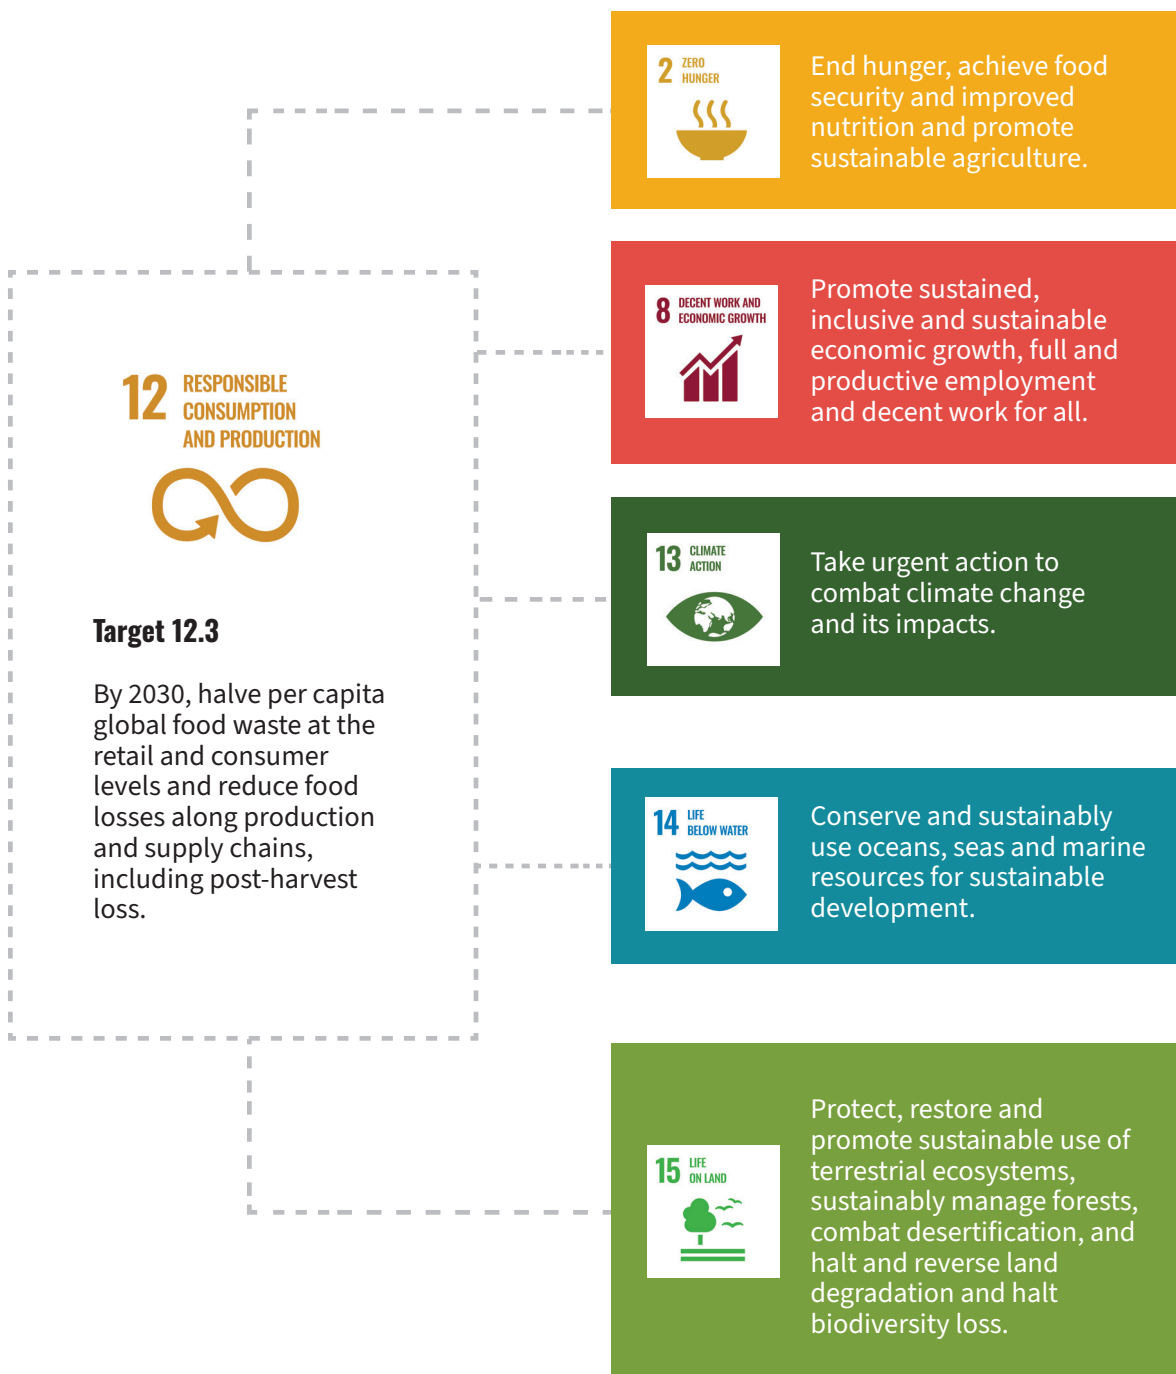 12 RESPONSIBLE
CONSUMPTION
AND PRODUCTION
Target 12.3
By 2030, halve per capita
global food waste at the
retail and consumer
levels and reduce food
losses along production
and supply chains,
including post-harvest
loss.
2 ZERO
HUNGER
End hunger, achieve food
security and improved
nutrition and promote
sustainable agriculture.
8 DECENT WORK AND
ECONOMIC GROWTH
Promote sustained,
inclusive and sustainable
economic growth, full and
productive employment
and decent work for all.
13 CLIMATE
ACTION
Take urgent action to
combat climate change
and its impacts.
14 LIFE
BELOW WATER
Conserve and sustainably
use oceans, seas and marine
resources for sustainable
development.
15 LIFE
ON LAND
Protect, restore and
promote sustainable use of
terrestrial ecosystems,
sustainably manage forests,
combat desertification, and
halt and reverse land
degradation and halt
biodiversity loss.